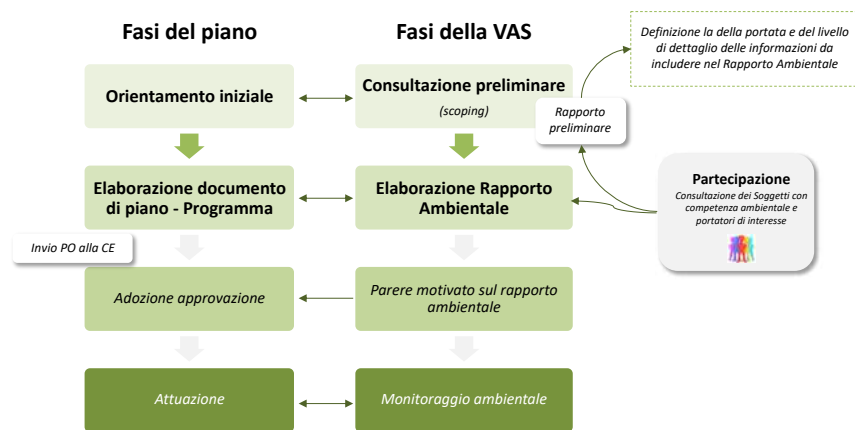 Fasi del piano
Fasi della VAS
Definizione la della portata e del livello
di dettaglio delle informazioni da
includere nel Rapporto Ambientale
Orientamento iniziale
Consultazione preliminare
(scoping)
Rapporto
preliminare
Elaborazione documento
di piano - Programma
Elaborazione Rapporto
Ambientale
Partecipazione
Consultazione dei Soggetti con
competenza ambientale e
portatori di interesse
Invio PO alla CE
Adozione approvazione
Parere motivato sul rapporto
ambientale
Attuazione
Monitoraggio ambientale